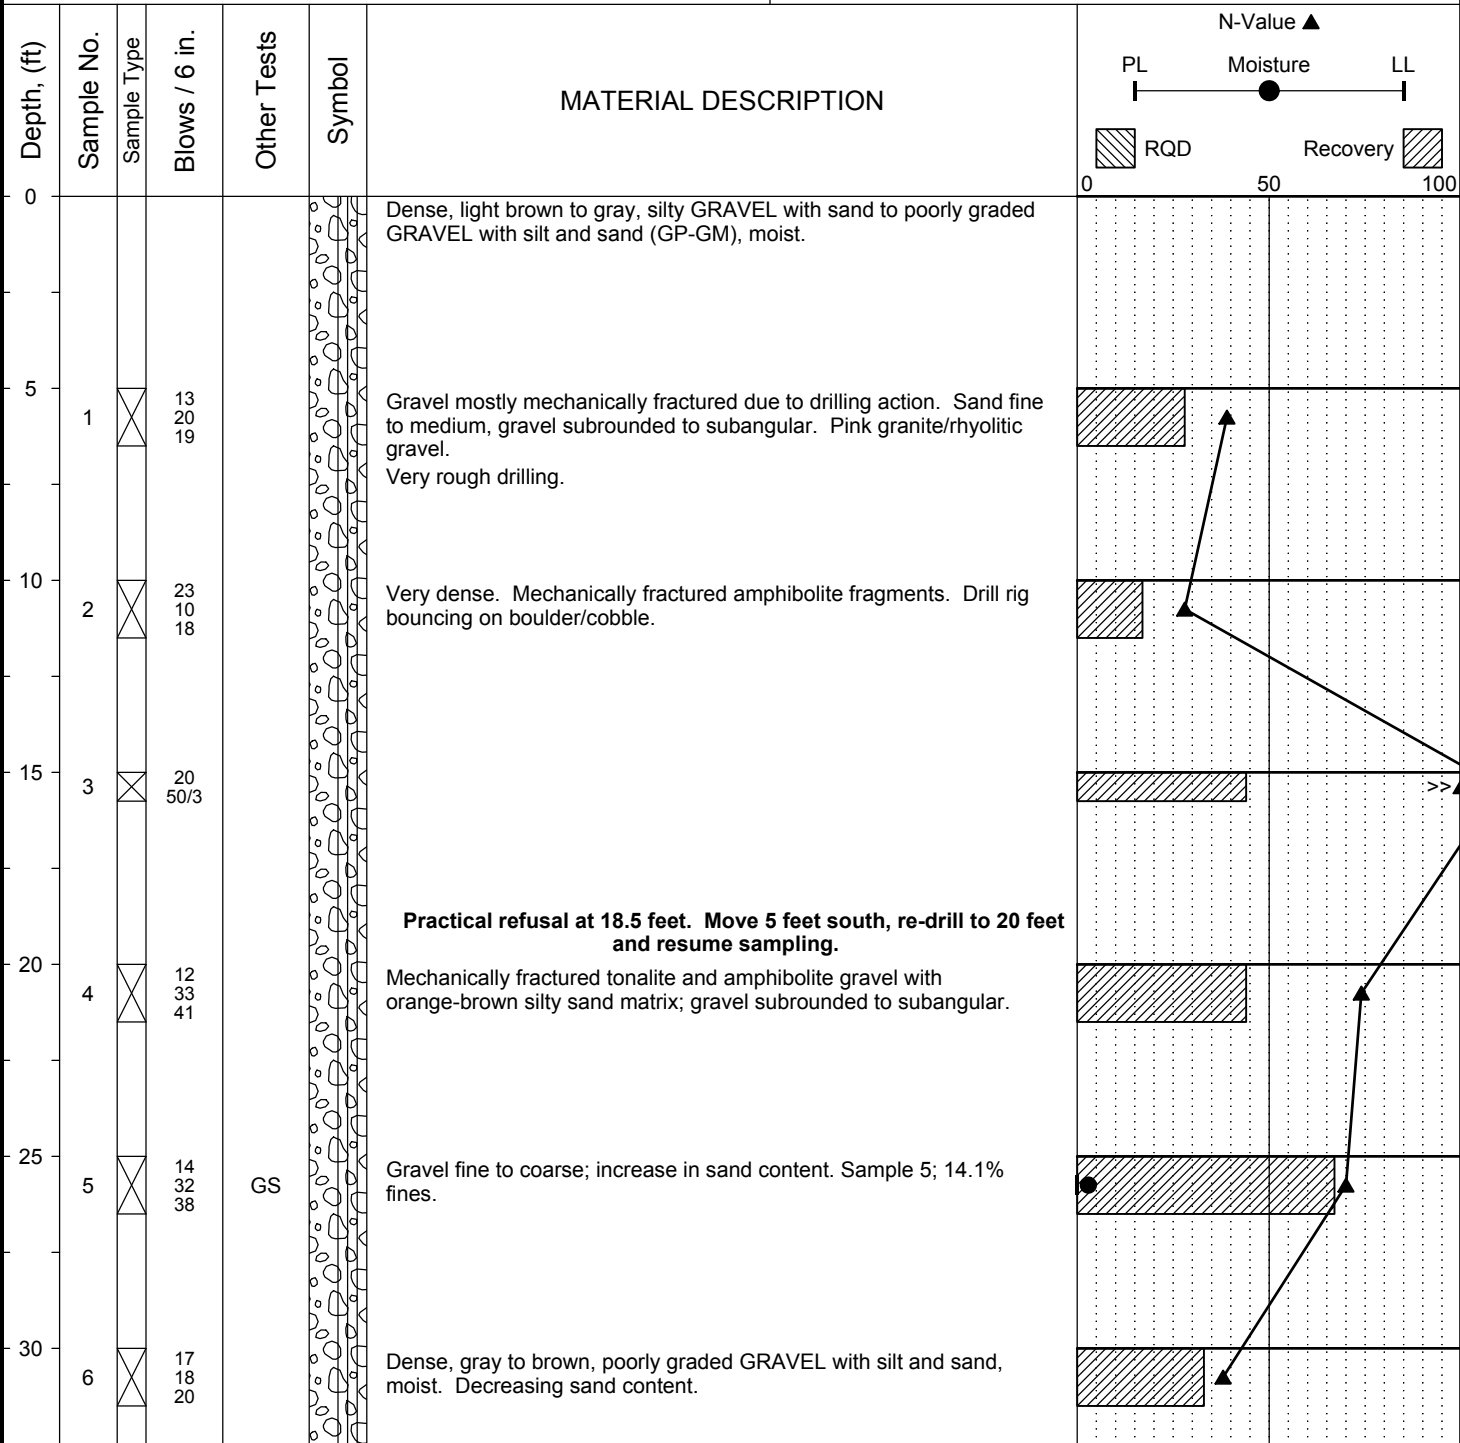 Depth, (ft)
Sample No.
Sample Type
Blows / 6 in.
Other Tests
Symbol
MATERIAL DESCRIPTION
N-Value
PL Moisture LL
RQD Recovery
0 50 100
0
Dense, light brown to gray, silty GRAVEL with sand to poorly graded
GRAVEL with silt and sand (GP-GM), moist.
5
1
13
20
19
Gravel mostly mechanically fractured due to drilling action. Sand fine
to medium, gravel subrounded to subangular. Pink granite/rhyolitic
gravel.
Very rough drilling.
10
2
23
10
18
Very dense. Mechanically fractured amphibolite fragments. Drill rig
bouncing on boulder/cobble.
15
3
20
50/3
>>
Practical refusal at 18.5 feet. Move 5 feet south, re-drill to 20 feet
and resume sampling.
20
4
12
33
41
Mechanically fractured tonalite and amphibolite gravel with
orange-brown silty sand matrix; gravel subrounded to subangular.
25
5
14
32
38
GS
Gravel fine to coarse; increase in sand content. Sample 5; 14.1%
fines.
30
6
17
18
20
Dense, gray to brown, poorly graded GRAVEL with silt and sand,
moist. Decreasing sand content.